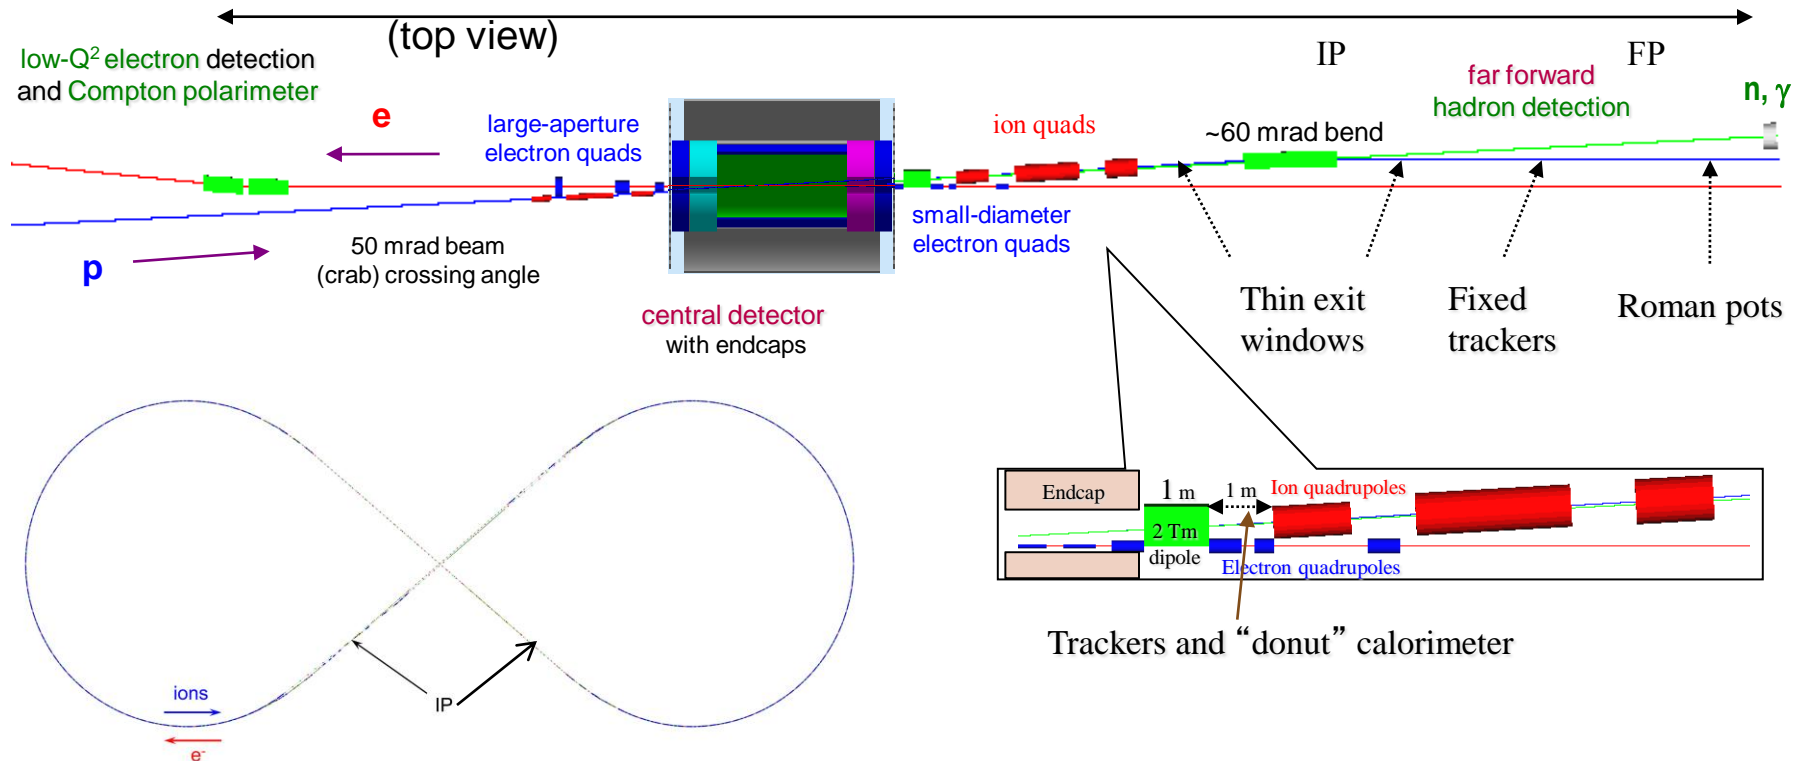 (top view)
low-Q² electron detection
and Compton polarimeter
e
large-aperture
electron quads
p
50 mrad beam
(crab) crossing angle
central detector
with endcaps
ion quads
small-diameter
electron quads
~60 mrad bend
IP
FP
far forward
hadron detection
n, γ
Thin exit
windows
Fixed
trackers
Roman pots
ions
e⁻
IP
Endcap
1 m
1 m
Ion quadrupoles
2 Tm
dipole
Electron quadrupoles
Trackers and “donut” calorimeter